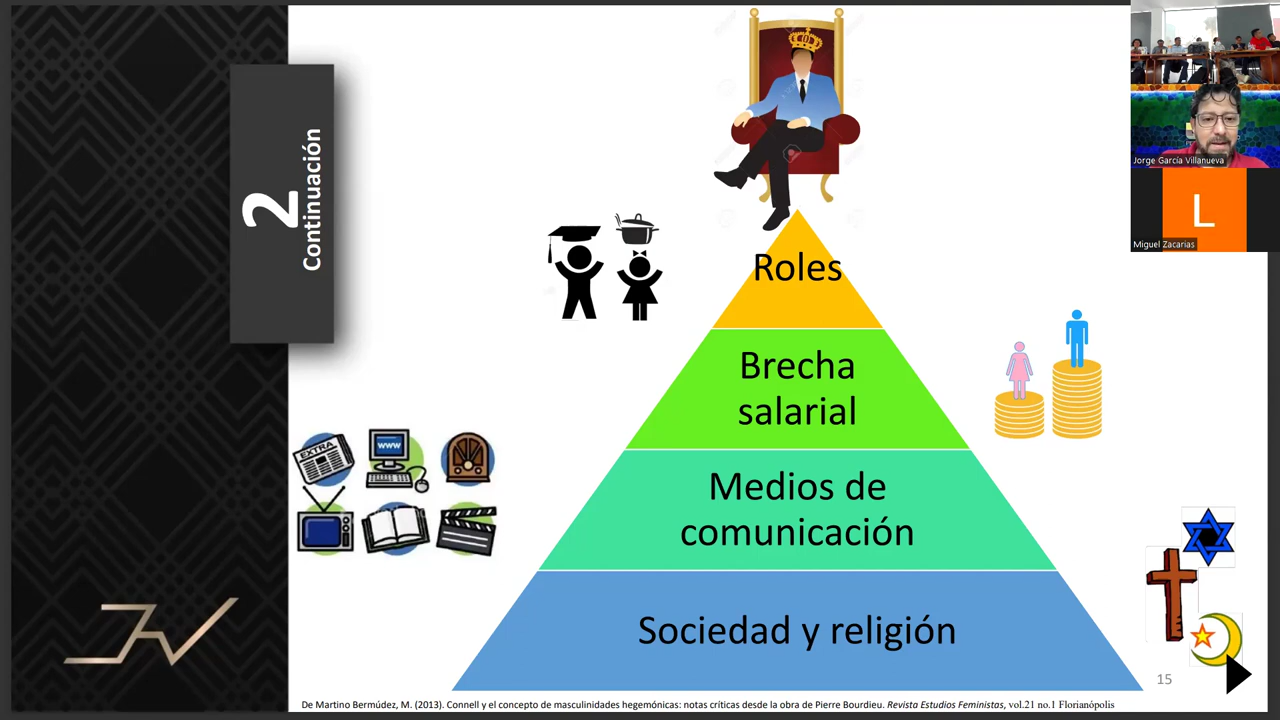 2
Continuación
Roles
Brecha
salarial
Medios de
comunicación
Sociedad y religión
EXTRA
WWW
Jorge García Villanueva
L
Miguel Zacarias
15
De Martino Bermúdez, M. (2013). Connell y el concepto de masculinidades hegemónicas: notas críticas desde la obra de Pierre Bourdieu. Revista Estudios Feministas, vol.21 no.1 Florianópolis